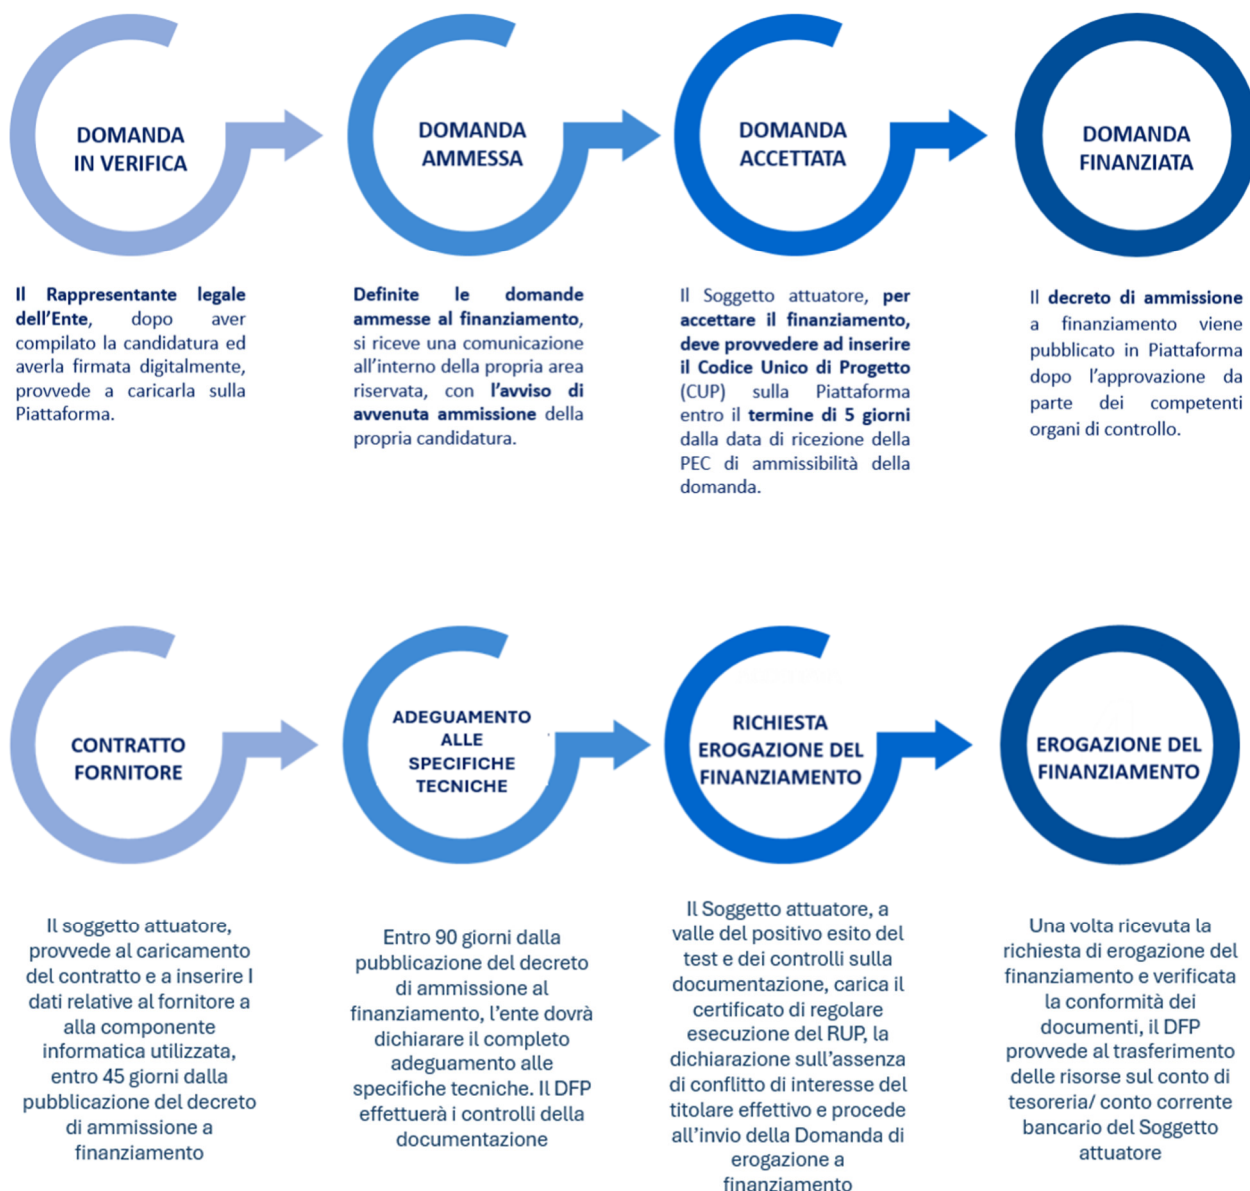 DOMANDA
IN VERIFICA
DOMANDA
AMMESSA
DOMANDA
ACCETTATA
DOMANDA
FINANZIATA
Il Rappresentante legale
dell'Ente, dopo aver
compilato la candidatura ed
averla firmata digitalmente,
provvede a caricarla sulla
Piattaforma.
Definite le domande
ammesse al finanziamento,
si riceve una comunicazione
all'interno della propria area
riservata, con l'avviso di
avvenuta ammissione della
propria candidatura.
Il Soggetto attuatore, per
accettare il finanziamento,
deve provvedere ad inserire
il Codice Unico di Progetto
(CUP) sulla Piattaforma
entro il termine di 5 giorni
dalla data di ricezione della
PEC di ammissibilità della
domanda.
Il decreto di ammissione
a finanziamento viene
pubblicato in Piattaforma
dopo l'approvazione da
parte dei competenti
organi di controllo.
CONTRATTO
FORNITORE
ADEGUAMENTO
ALLE
SPECIFICHE
TECNICHE
RICHIESTA
EROGAZIONE DEL
FINANZIAMENTO
EROGAZIONE DEL
FINANZIAMENTO
Il soggetto attuatore,
provvede al caricamento
del contratto e a inserire I
dati relative al fornitore a
alla componente
informatica utilizzata,
entro 45 giorni dalla
pubblicazione del decreto
di ammissione a
finanziamento
Entro 90 giorni dalla
pubblicazione del decreto
di ammissione al
finanziamento, l'ente dovrà
dichiarare il completo
adeguamento alle
specifiche tecniche. Il DFP
effettuerà i controlli della
documentazione
Il Soggetto attuatore, a
valle del positivo esito del
test e dei controlli sulla
documentazione, carica il
certificato di regolare
esecuzione del RUP, la
dichiarazione sull'assenza
di conflitto di interesse del
titolare effettivo e procede
all'invio della Domanda di
erogazione a
finanziamento
Una volta ricevuta la
richiesta di erogazione del
finanziamento e verificata
la conformità dei
documenti, il DFP
provvede al trasferimento
delle risorse sul conto di
tesoreria/ conto corrente
bancario del Soggetto
attuatore